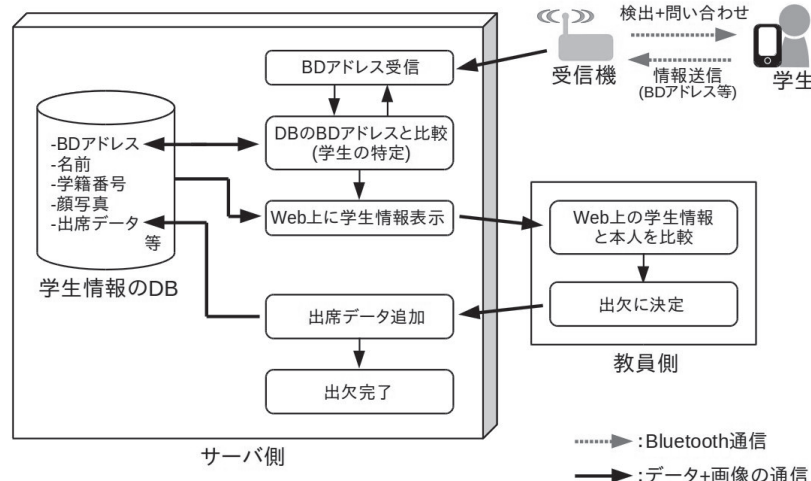 検出+問い合わせ
受信機
情報送信
(BDアドレス等)
学生
BDアドレス受信
DBのBDアドレスと比較
(学生の特定)
Web上に学生情報表示
-BDアドレス
-名前
-学籍番号
-顔写真
-出席データ
等
学生情報のDB
Web上の学生情報
と本人を比較
出欠に決定
教員側
出席データ追加
出欠完了
サーバ側
:Bluetooth通信
:データ+画像の通信